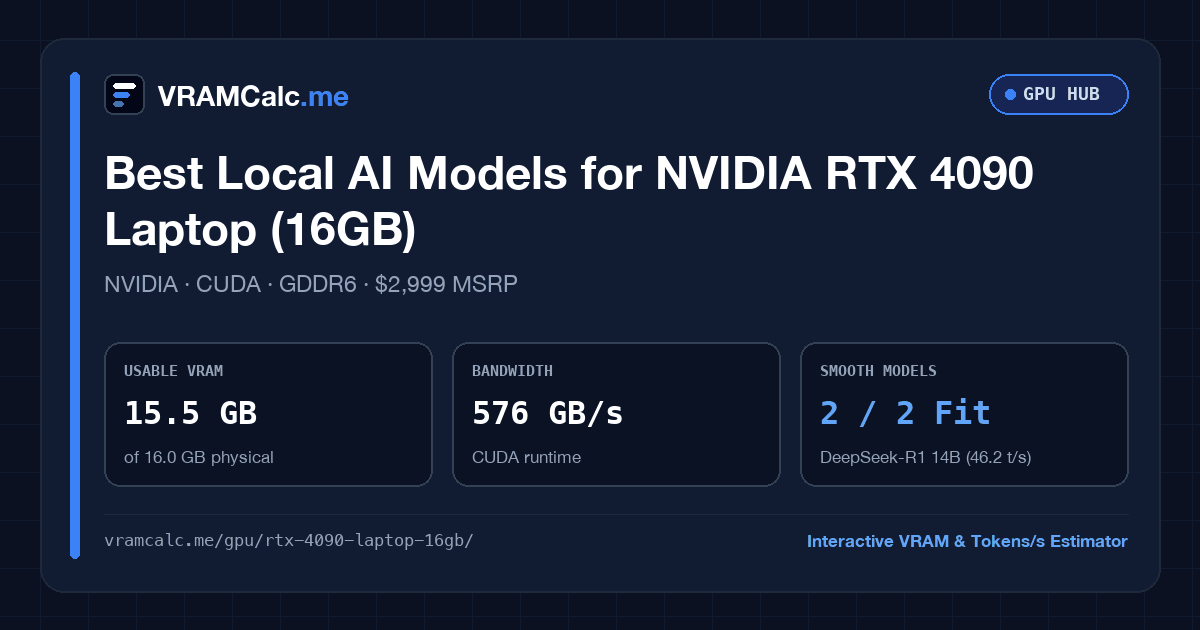 VRAMCalc.me
GPU HUB
Best Local AI Models for NVIDIA RTX 4090
Laptop (16GB)
NVIDIA · CUDA · GDDR6 · $2,999 MSRP
USABLE VRAM
15.5 GB
of 16.0 GB physical
BANDWIDTH
576 GB/s
CUDA runtime
SMOOTH MODELS
2 / 2 Fit
DeepSeek-R1 14B (46.2 t/s)
vramcalc.me/gpu/rtx-4090-laptop-16gb/
Interactive VRAM & Tokens/s Estimator